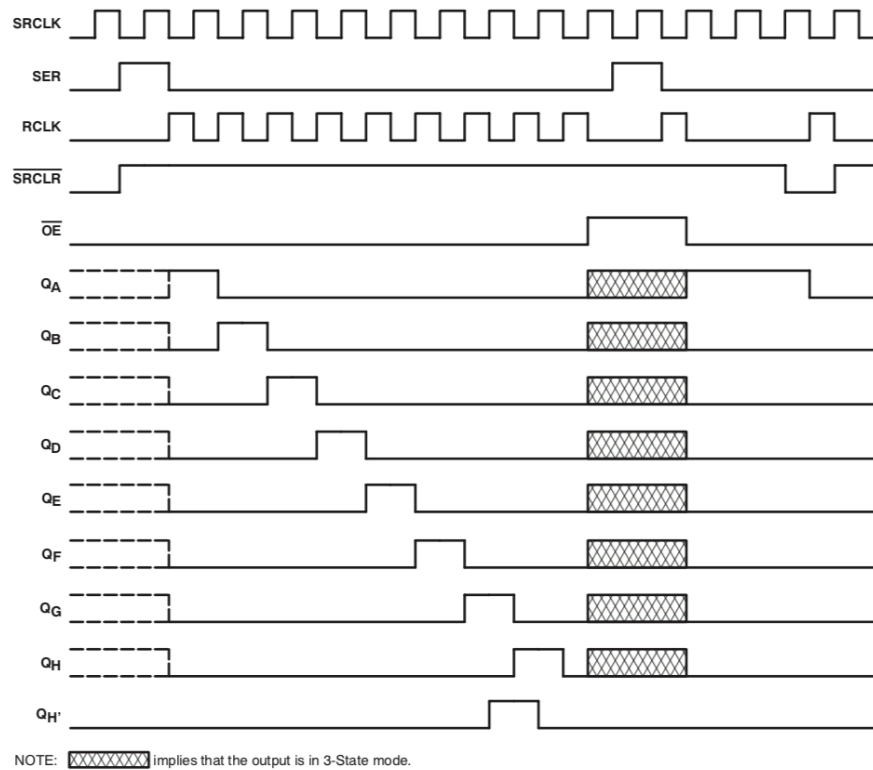 SRCLK
SER
RCLK
SRCLR
OE
QA
QB
QC
QD
QE
QF
QG
QH
QH'
NOTE: implies that the output is in 3-State mode.